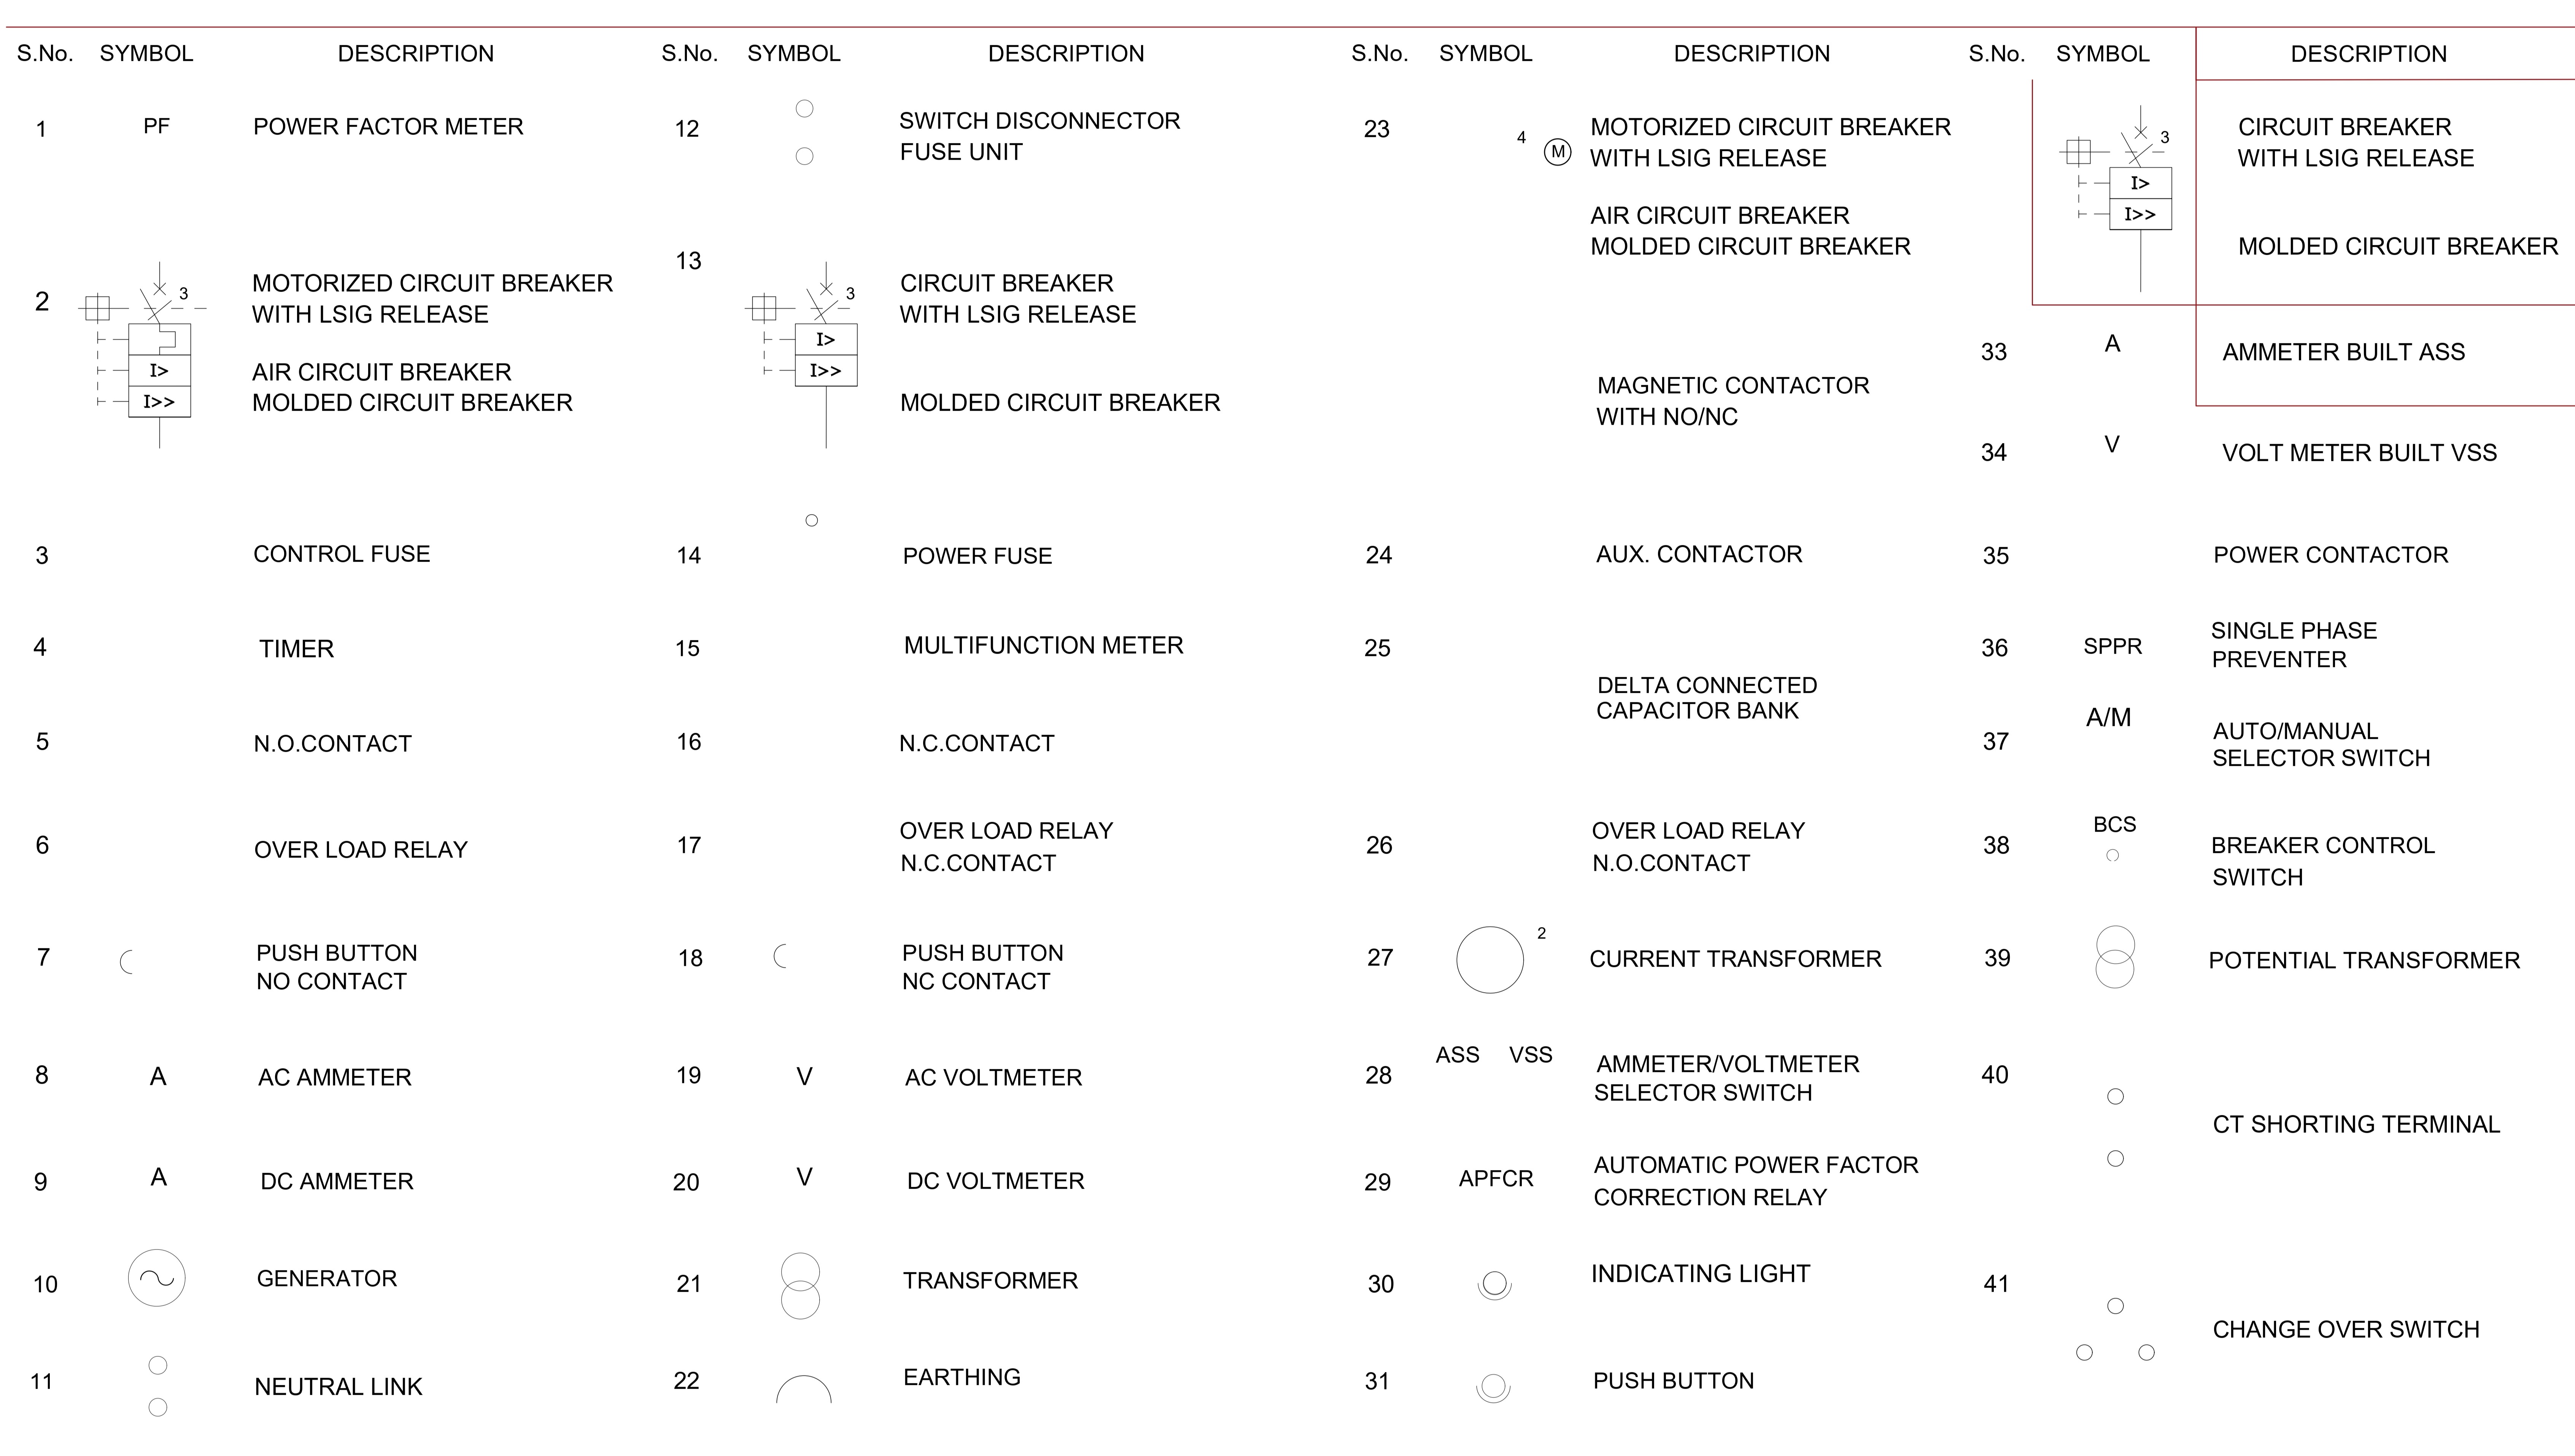 S.No. SYMBOL DESCRIPTION S.No. SYMBOL DESCRIPTION S.No. SYMBOL DESCRIPTION S.No. SYMBOL DESCRIPTION
1 PF POWER FACTOR METER
2 3 MOTORIZED CIRCUIT BREAKER
WITH LSIG RELEASE
I> AIR CIRCUIT BREAKER
I>> MOLDED CIRCUIT BREAKER
3 CONTROL FUSE
4 TIMER
5 N.O.CONTACT
6 OVER LOAD RELAY
7 PUSH BUTTON
NO CONTACT
8 A AC AMMETER
9 A DC AMMETER
10 GENERATOR
11 NEUTRAL LINK
12 SWITCH DISCONNECTOR
FUSE UNIT
13 3 CIRCUIT BREAKER
WITH LSIG RELEASE
I>
I>>
MOLDED CIRCUIT BREAKER
14 POWER FUSE
15 MULTIFUNCTION METER
16 N.C.CONTACT
17 OVER LOAD RELAY
N.C.CONTACT
18 PUSH BUTTON
NC CONTACT
19 V AC VOLTMETER
20 V DC VOLTMETER
21 TRANSFORMER
22 EARTHING
23 4 M MOTORIZED CIRCUIT BREAKER
WITH LSIG RELEASE
AIR CIRCUIT BREAKER
MOLDED CIRCUIT BREAKER
MAGNETIC CONTACTOR
WITH NO/NC
24 AUX. CONTACTOR
25 DELTA CONNECTED
CAPACITOR BANK
26 OVER LOAD RELAY
N.O.CONTACT
27 2 CURRENT TRANSFORMER
28 ASS VSS AMMETER/VOLTMETER
SELECTOR SWITCH
29 APFCR AUTOMATIC POWER FACTOR
CORRECTION RELAY
30 INDICATING LIGHT
31 PUSH BUTTON
3 CIRCUIT BREAKER
WITH LSIG RELEASE
I>
I>>
MOLDED CIRCUIT BREAKER
33 A AMMETER BUILT ASS
34 V VOLT METER BUILT VSS
35 POWER CONTACTOR
36 SPPR SINGLE PHASE
PREVENTER
37 A/M AUTO/MANUAL
SELECTOR SWITCH
38 BCS BREAKER CONTROL
SWITCH
39 POTENTIAL TRANSFORMER
40 CT SHORTING TERMINAL
41 CHANGE OVER SWITCH